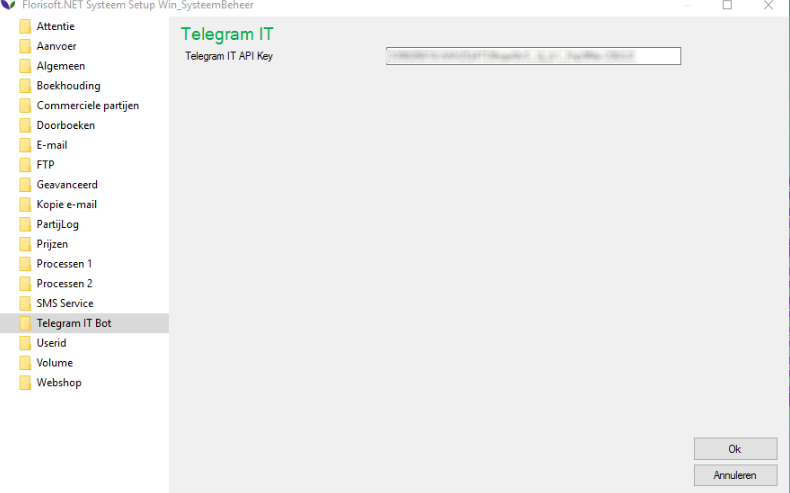 Florisoft.NET Systeem Setup Win_SysteemBeheer
Attentie
Aanvoer
Algemeen
Boekhouding
Commerciele partijen
Doorboeken
E-mail
FTP
Geavanceerd
Kopie e-mail
PartijLog
Prijzen
Processen 1
Processen 2
SMS Service
Telegram IT Bot
Userid
Volume
Webshop
Telegram IT
Telegram IT API Key
Ok
Annuleren